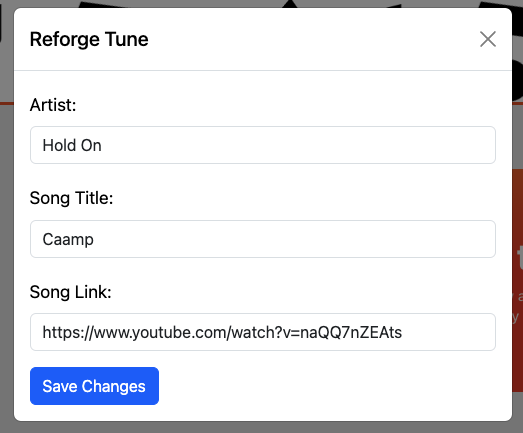 Reforge Tune
Artist:
Hold On
Song Title:
Caamp
Song Link:
https://www.youtube.com/watch?v=naQQ7nZEAts
Save Changes